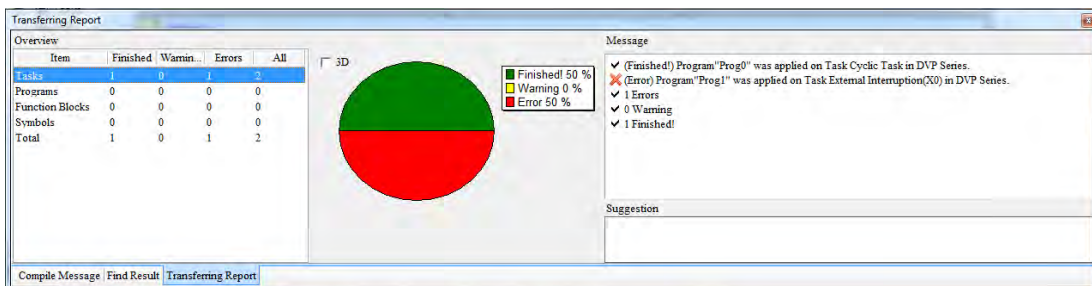 Transferring Report
Overview
Item Finished Warnin... Errors All
Tasks 1 0 1 2
Programs 0 0 0 0
Function Blocks 0 0 0 0
Symbols 0 0 0 0
Total 1 0 1 2
3D
Finished! 50 %
Warning 0 %
Error 50 %
Message
(Finished!) Program"Prog0" was applied on Task Cyclic Task in DVP Series.
(Error) Program"Prog1" was applied on Task External Interruption(X0) in DVP Series.
1 Errors
0 Warning
1 Finished!
Suggestion
Compile Message Find Result Transferring Report